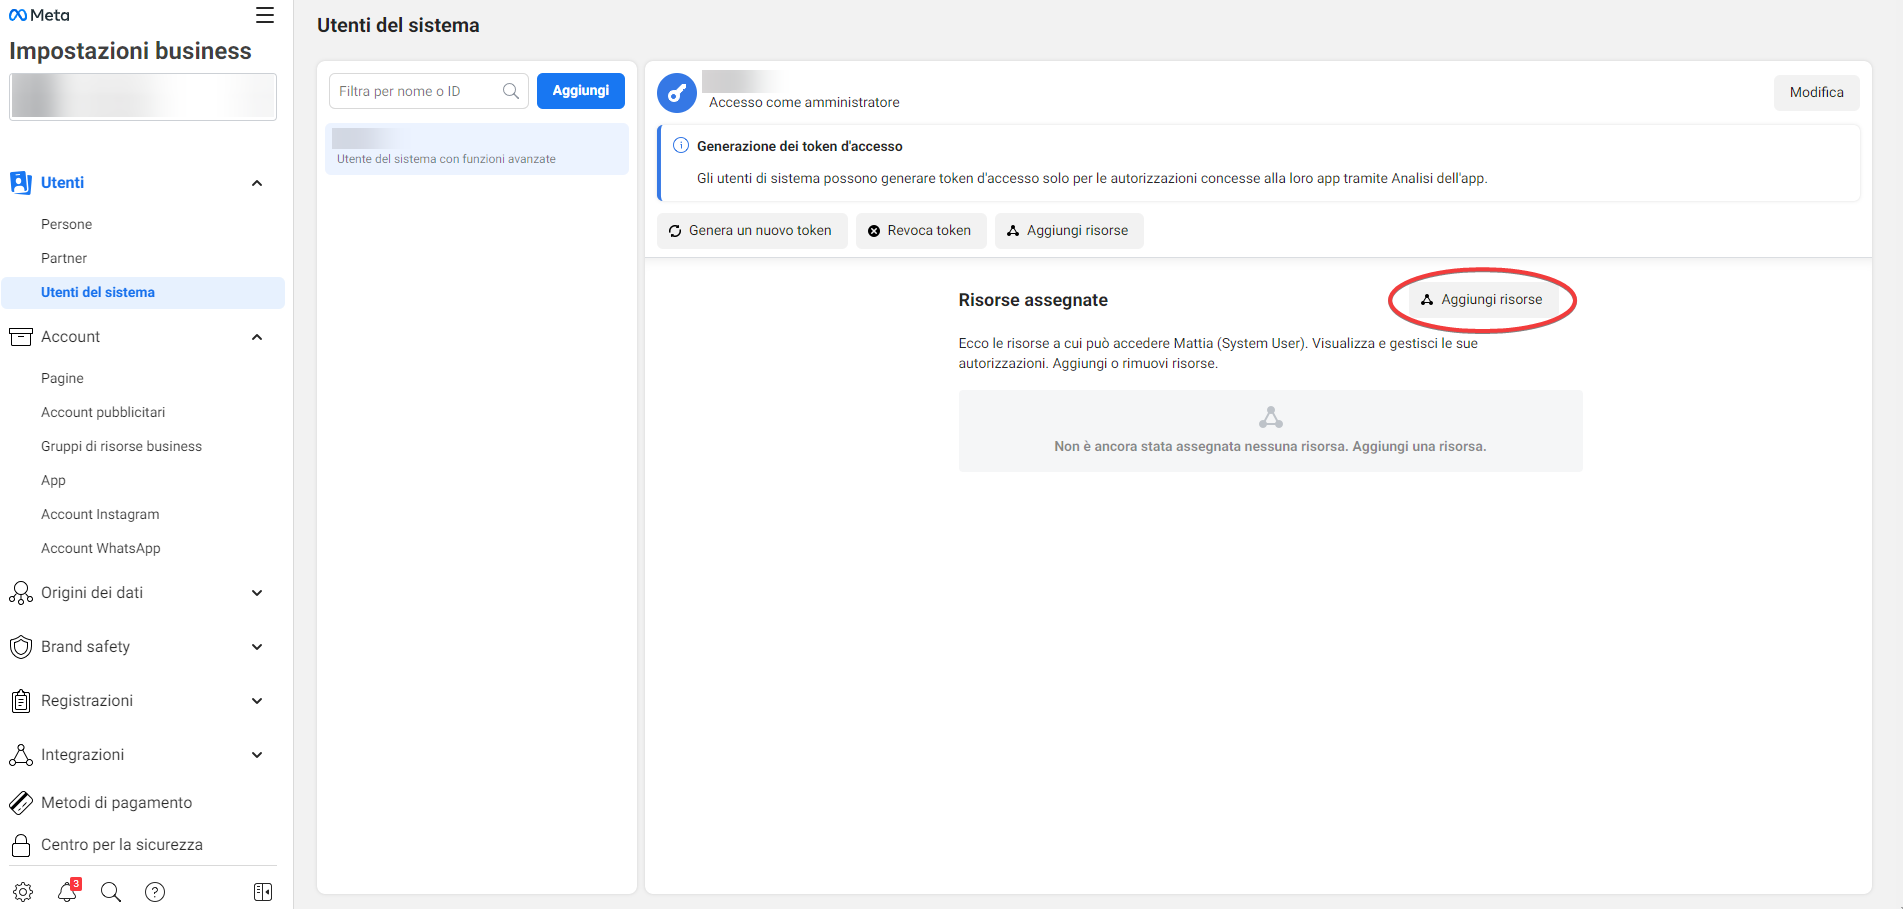 Meta
Impostazioni business
Utenti
Persone
Partner
Utenti del sistema
Account
Pagine
Account pubblicitari
Gruppi di risorse business
App
Account Instagram
Account WhatsApp
Origini dei dati
Brand safety
Registrazioni
Integrazioni
Metodi di pagamento
Centro per la sicurezza
3
Utenti del sistema
Filtra per nome o ID
Aggiungi
Utente del sistema con funzioni avanzate
Accesso come amministratore
Modifica
Generazione dei token d'accesso
Gli utenti di sistema possono generare token d'accesso solo per le autorizzazioni concesse alla loro app tramite Analisi dell'app.
Genera un nuovo token
Revoca token
Aggiungi risorse
Risorse assegnate
Aggiungi risorse
Ecco le risorse a cui può accedere Mattia (System User). Visualizza e gestisci le sue
autorizzazioni. Aggiungi o rimuovi risorse.
Non è ancora stata assegnata nessuna risorsa. Aggiungi una risorsa.